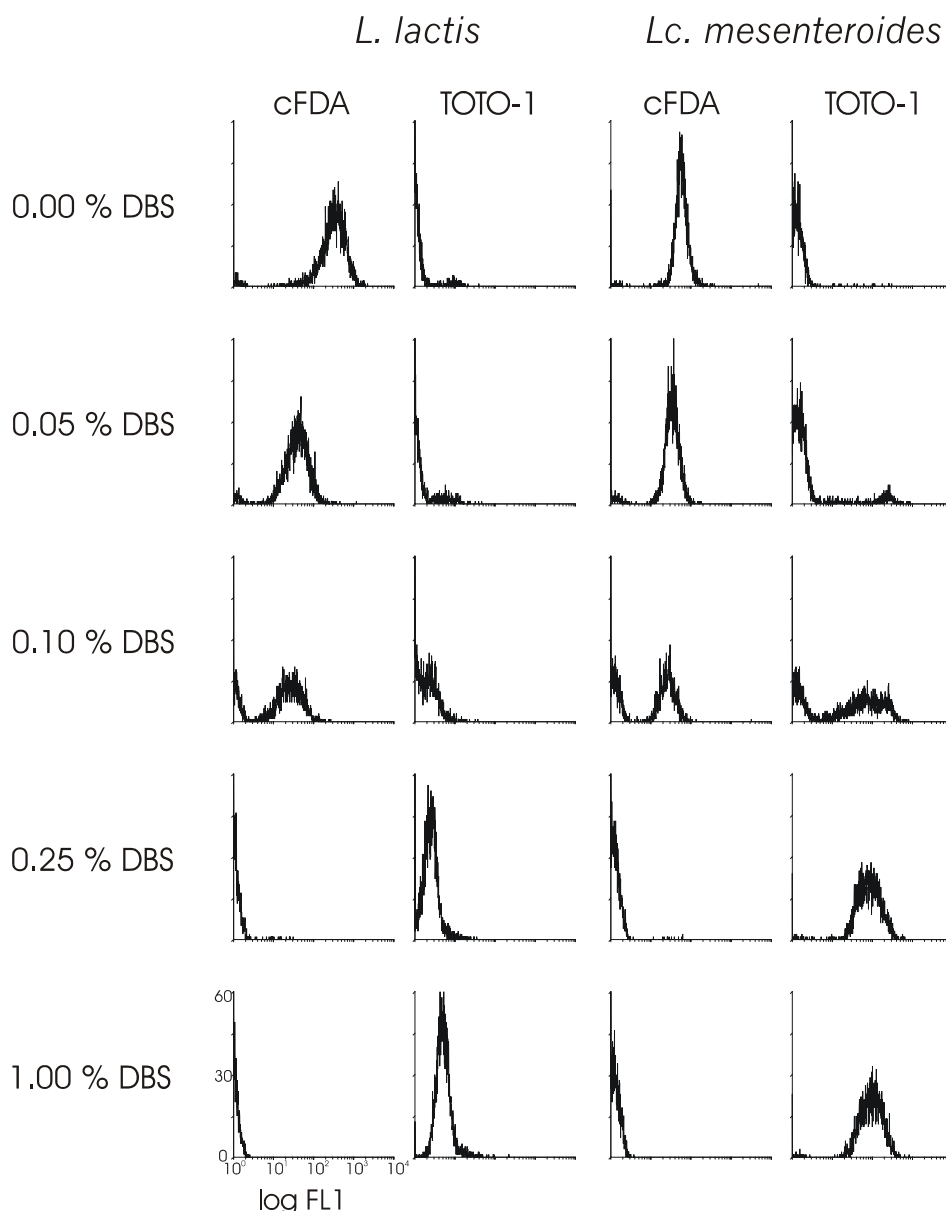 L. lactis Lc. mesenteroides
cFDA TOTO-1 cFDA TOTO-1
0.00 % DBS
0.05 % DBS
0.10 % DBS
0.25 % DBS
1.00 % DBS
60
30
0
10⁰ 10¹ 10² 10³ 10⁴
log FL1